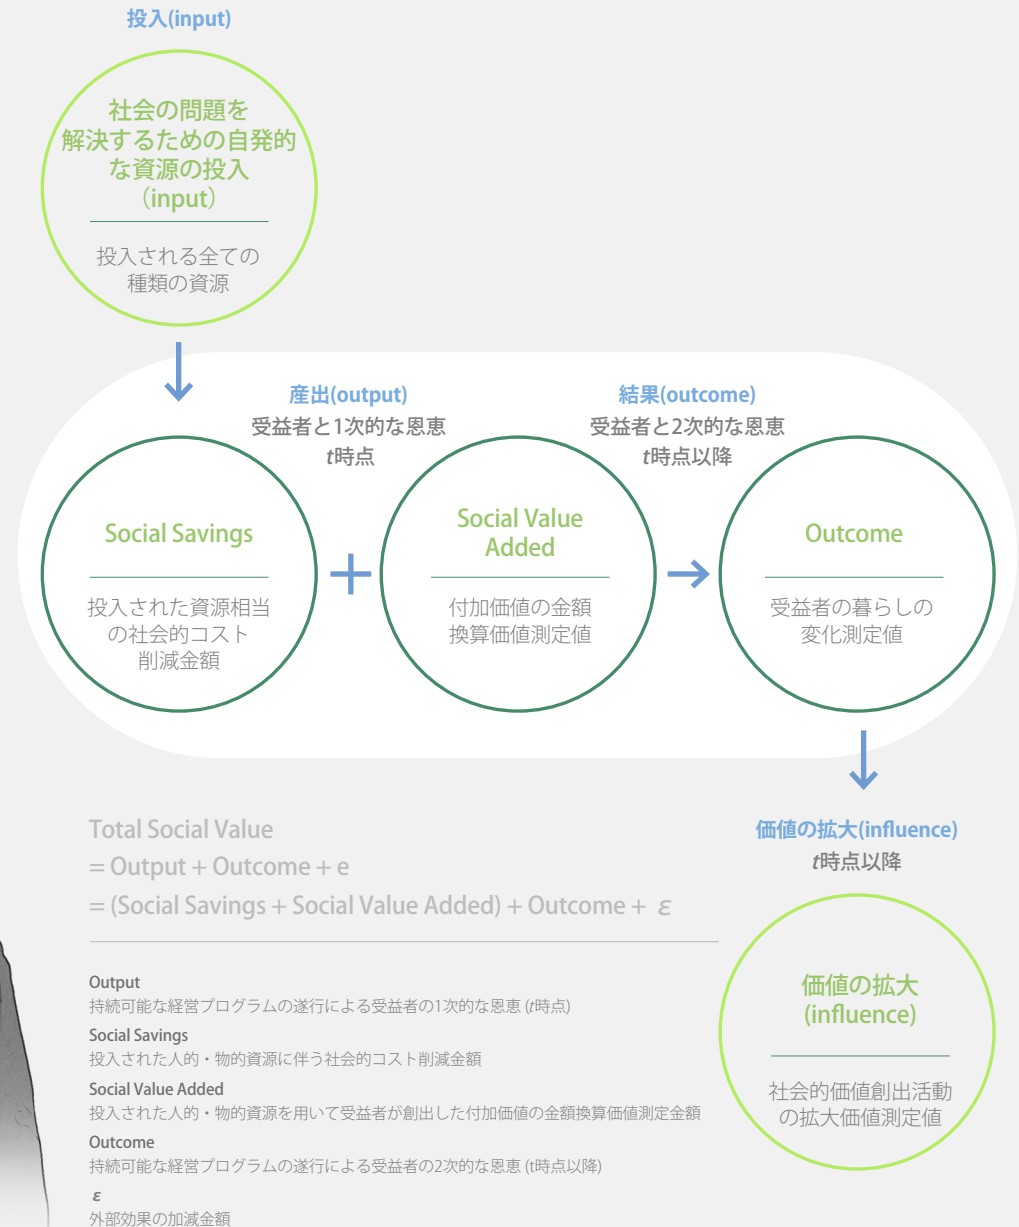 投入(input)
社会の問題を
解決するための自発的
な資源の投入
（input）
投入される全ての
種類の資源
産出(output)
受益者と1次的な恩恵
t時点
結果(outcome)
受益者と2次的な恩恵
t時点以降
Social Savings
投入された資源相当
の社会的コスト
削減金額
Social Value
Added
付加価値の金額
換算価値測定値
Outcome
受益者の暮らしの
変化測定値
Total Social Value
= Output + Outcome + e
= (Social Savings + Social Value Added) + Outcome + ε
価値の拡大(influence)
t時点以降
価値の拡大
(influence)
社会的価値創出活動
の拡大価値測定値
Output
持続可能な経営プログラムの遂行による受益者の1次的な恩恵 (t時点)
Social Savings
投入された人的・物的資源に伴う社会的コスト削減金額
Social Value Added
投入された人的・物的資源を用いて受益者が創出した付加価値の金額換算価値測定金額
Outcome
持続可能な経営プログラムの遂行による受益者の2次的な恩恵 (t時点以降)
ε
外部効果の加減金額